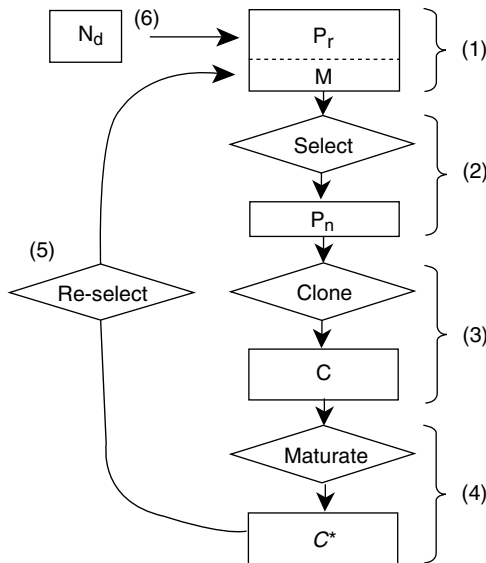 (6)
N_d
P_r
(1)
M
Select
(2)
P_n
(5)
Re-select
Clone
(3)
C
Maturate
(4)
C*